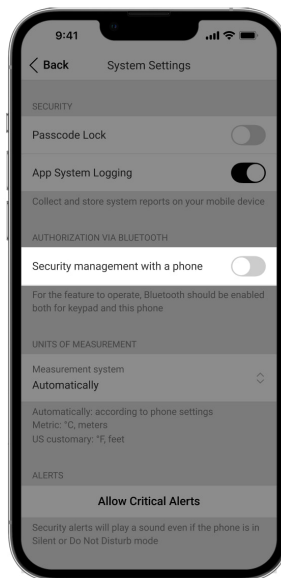 9:41
Back
System Settings
SECURITY
Passcode Lock
App System Logging
Collect and store system reports on your mobile device
AUTHORIZATION VIA BLUETOOTH
Security management with a phone
For the feature to operate, Bluetooth should be enabled
both for keypad and this phone
UNITS OF MEASUREMENT
Measurement system
Automatically
Automatically: according to phone settings
Metric: °C, meters
US customary: °F, feet
ALERTS
Allow Critical Alerts
Security alerts will play a sound even if the phone is in
Silent or Do Not Disturb mode